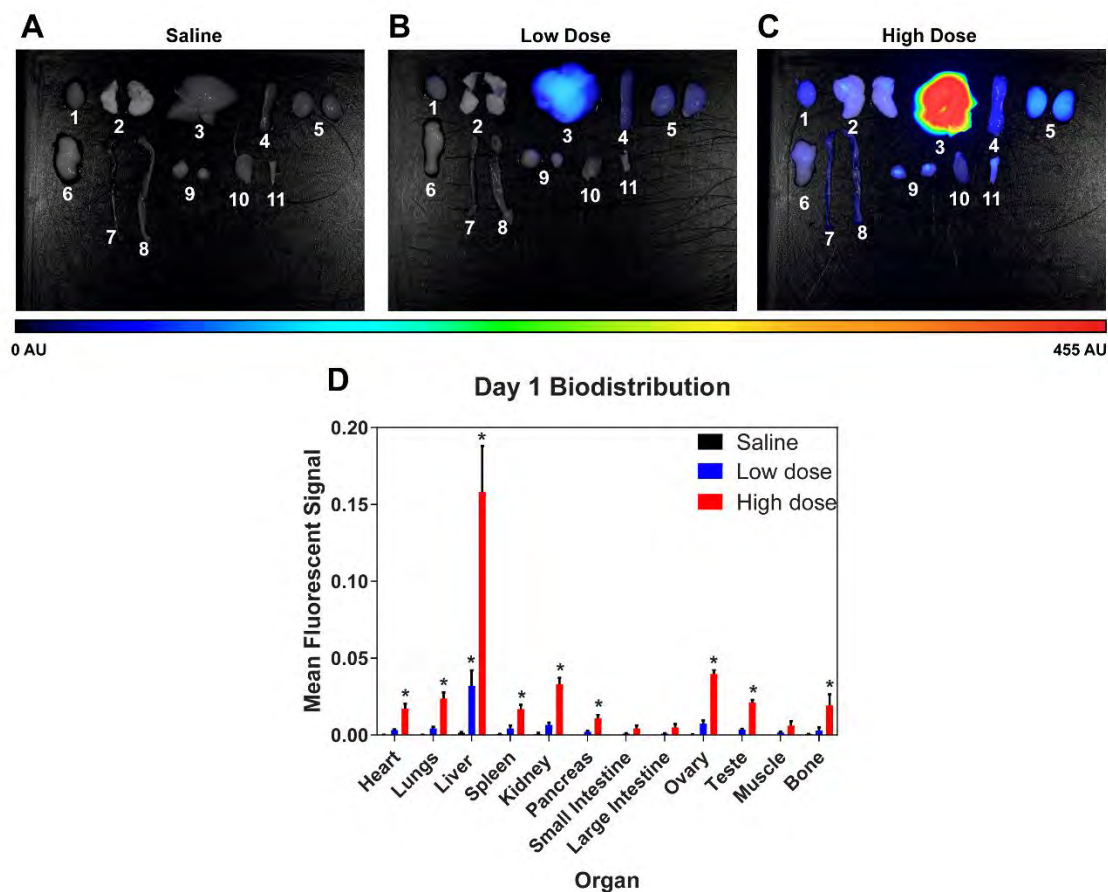 A
Saline
1
2
3
4
5
6
7
8
9
10
11
B
Low Dose
1
2
3
4
5
6
7
8
9
10
11
C
High Dose
1
2
3
4
5
6
7
8
9
10
11
0 AU
455 AU
D
Day 1 Biodistribution
Mean Fluorescent Signal
0.20
0.15
0.10
0.05
0.00
Saline
Low dose
High dose
* * * * * * * * * *
Heart
Lungs
Liver
Spleen
Kidney
Pancreas
Small Intestine
Large Intestine
Ovary
Teste
Muscle
Bone
Organ